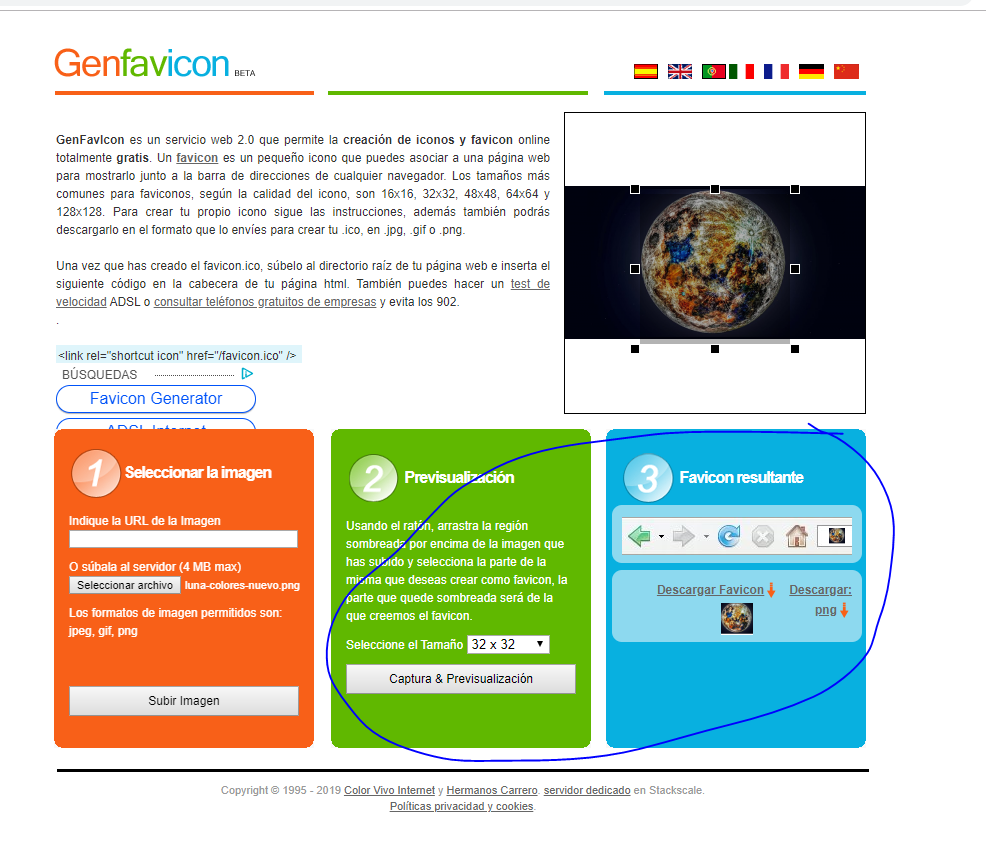 Genfavicon BETA
GenFavIcon es un servicio web 2.0 que permite la creación de iconos y favicon online
totalmente gratis. Un favicon es un pequeño icono que puedes asociar a una página web
para mostrarlo junto a la barra de direcciones de cualquier navegador. Los tamaños más
comunes para faviconos, según la calidad del icono, son 16x16, 32x32, 48x48, 64x64 y
128x128. Para crear tu propio icono sigue las instrucciones, además también podrás
descargarlo en el formato que lo envíes para crear tu .ico, en .jpg, .gif o .png.
Una vez que has creado el favicon.ico, súbelo al directorio raíz de tu página web e inserta el
siguiente código en la cabecera de tu página html. También puedes hacer un test de
velocidad ADSL o consultar teléfonos gratuitos de empresas y evita los 902.
.
<link rel="shortcut icon" href="/favicon.ico" />
BÚSQUEDAS
Favicon Generator
ADSL Internet
1 Seleccionar la imagen
Indique la URL de la Imagen
O súbala al servidor (4 MB max)
Seleccionar archivo luna-colores-nuevo.png
Los formatos de imagen permitidos son:
jpeg, gif, png
Subir Imagen
2 Previsualización
Usando el ratón, arrastra la región
sombreada por encima de la imagen que
has subido y selecciona la parte de la
misma que deseas crear como favicon, la
parte que quede sombreada será de la
que creemos el favicon.
Seleccione el Tamaño 32 x 32
Captura & Previsualización
3 Favicon resultante
Descargar Favicon
Descargar:
png
Copyright © 1995 - 2019 Color Vivo Internet y Hermanos Carrero. servidor dedicado en Stackscale.
Políticas privacidad y cookies.